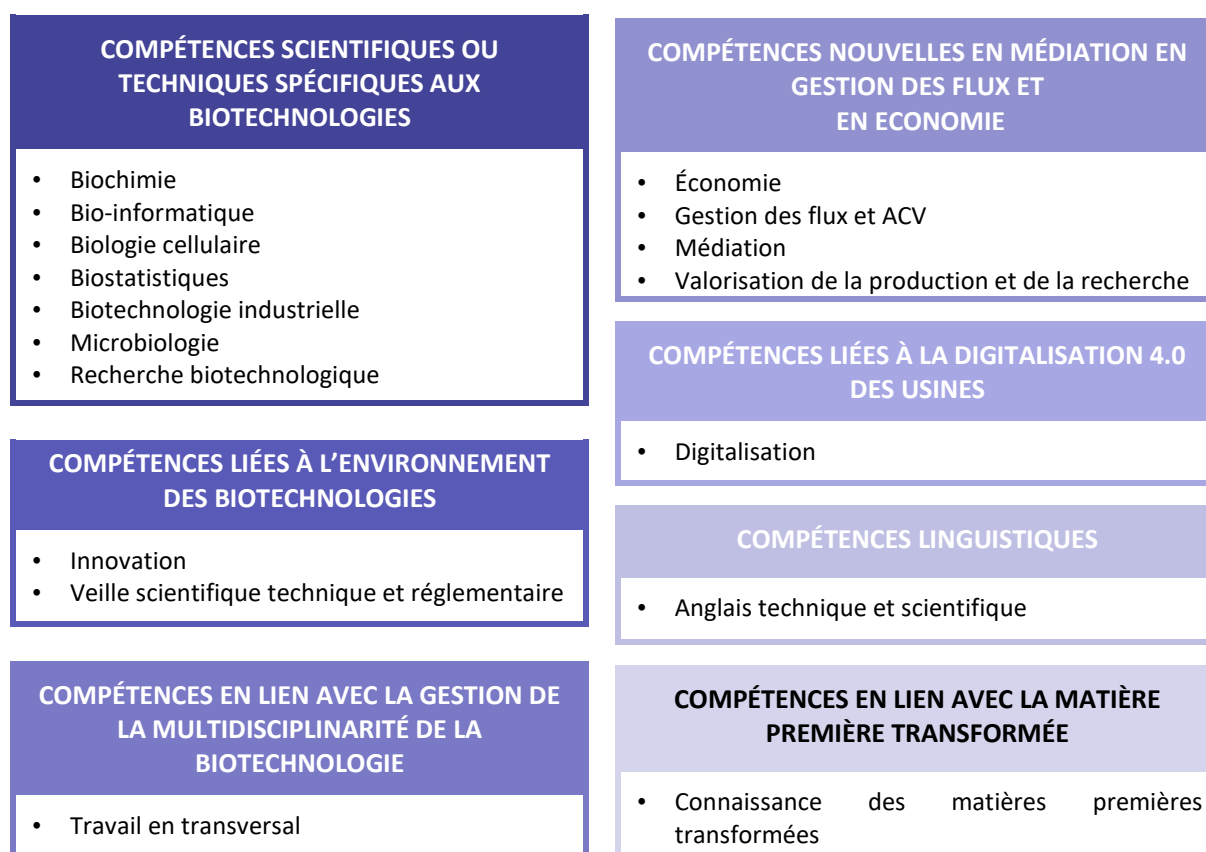 COMPÉTENCES SCIENTIFIQUES OU
TECHNIQUES SPÉCIFIQUES AUX
BIOTECHNOLOGIES
• Biochimie
• Bio-informatique
• Biologie cellulaire
• Biostatistiques
• Biotechnologie industrielle
• Microbiologie
• Recherche biotechnologique
COMPÉTENCES LIÉES À L’ENVIRONNEMENT
DES BIOTECHNOLOGIES
• Innovation
• Veille scientifique technique et réglementaire
COMPÉTENCES EN LIEN AVEC LA GESTION DE
LA MULTIDISCIPLINARITÉ DE LA
BIOTECHNOLOGIE
• Travail en transversal
COMPÉTENCES NOUVELLES EN MÉDIATION EN
GESTION DES FLUX ET
EN ECONOMIE
• Économie
• Gestion des flux et ACV
• Médiation
• Valorisation de la production et de la recherche
COMPÉTENCES LIÉES À LA DIGITALISATION 4.0
DES USINES
• Digitalisation
COMPÉTENCES LINGUISTIQUES
• Anglais technique et scientifique
COMPÉTENCES EN LIEN AVEC LA MATIÈRE
PREMIÈRE TRANSFORMÉE
• Connaissance des matières premières
transformées